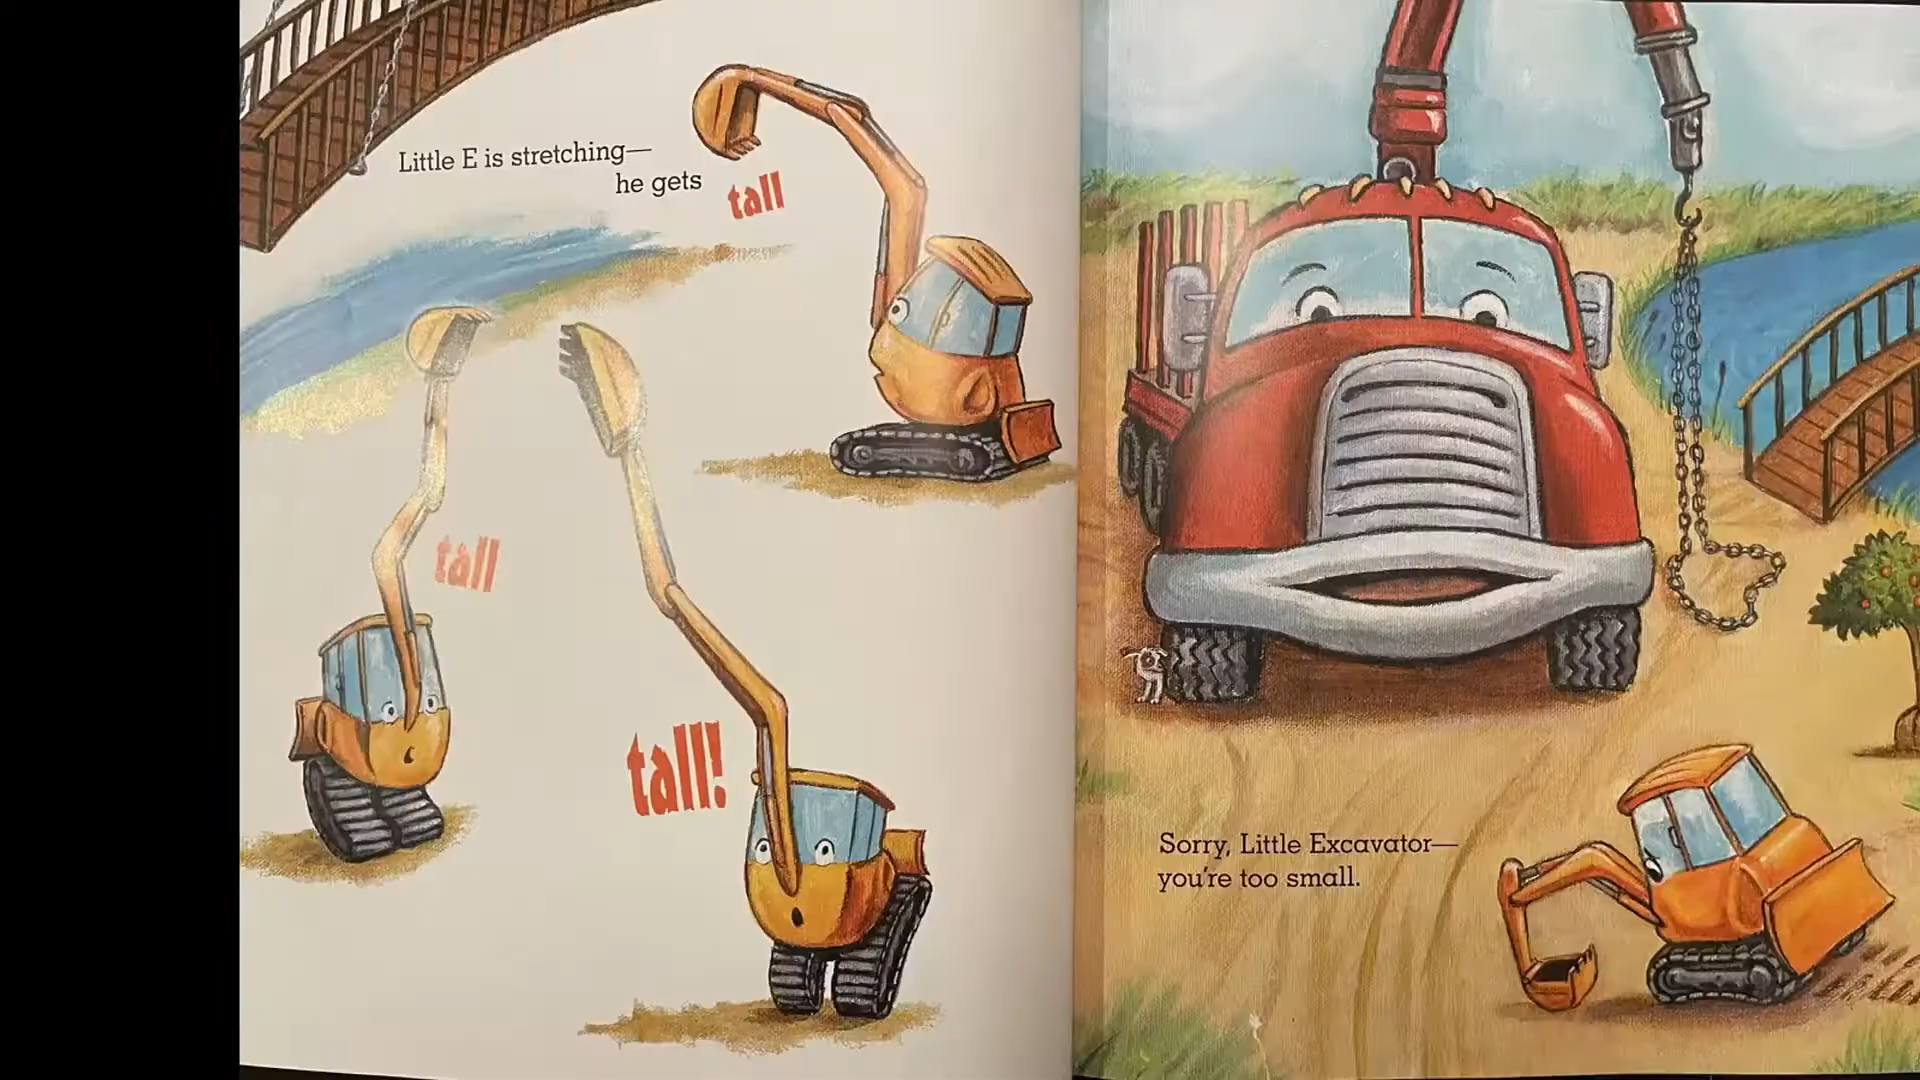 Little E is stretching—
he gets tall
tall
tall!
Sorry, Little Excavator—
you're too small.